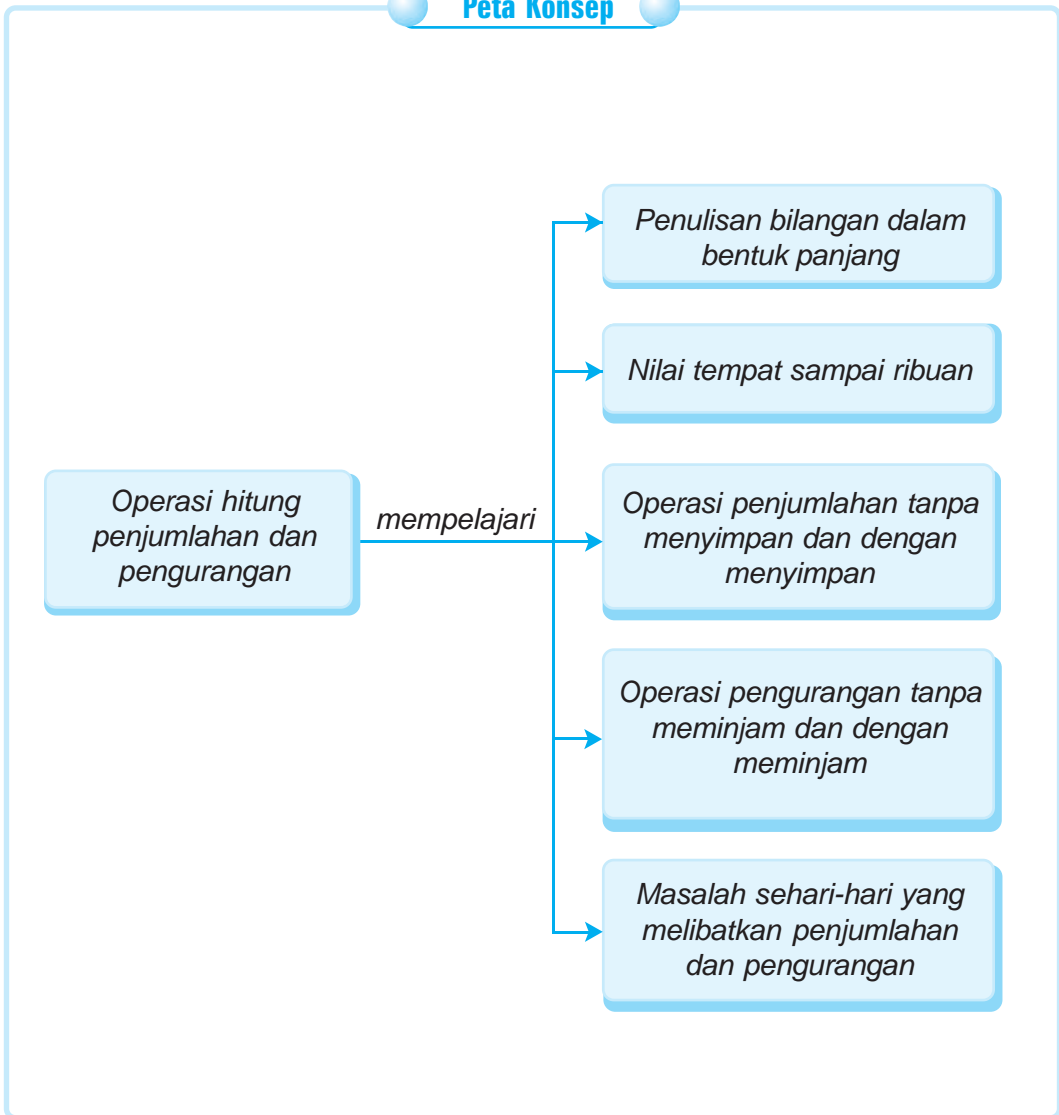 Peta Konsep
Penulisan bilangan dalam
bentuk panjang
Nilai tempat sampai ribuan
Operasi hitung
penjumlahan dan
pengurangan
mempelajari
Operasi penjumlahan tanpa
menyimpan dan dengan
menyimpan
Operasi pengurangan tanpa
meminjam dan dengan
meminjam
Masalah sehari-hari yang
melibatkan penjumlahan
dan pengurangan